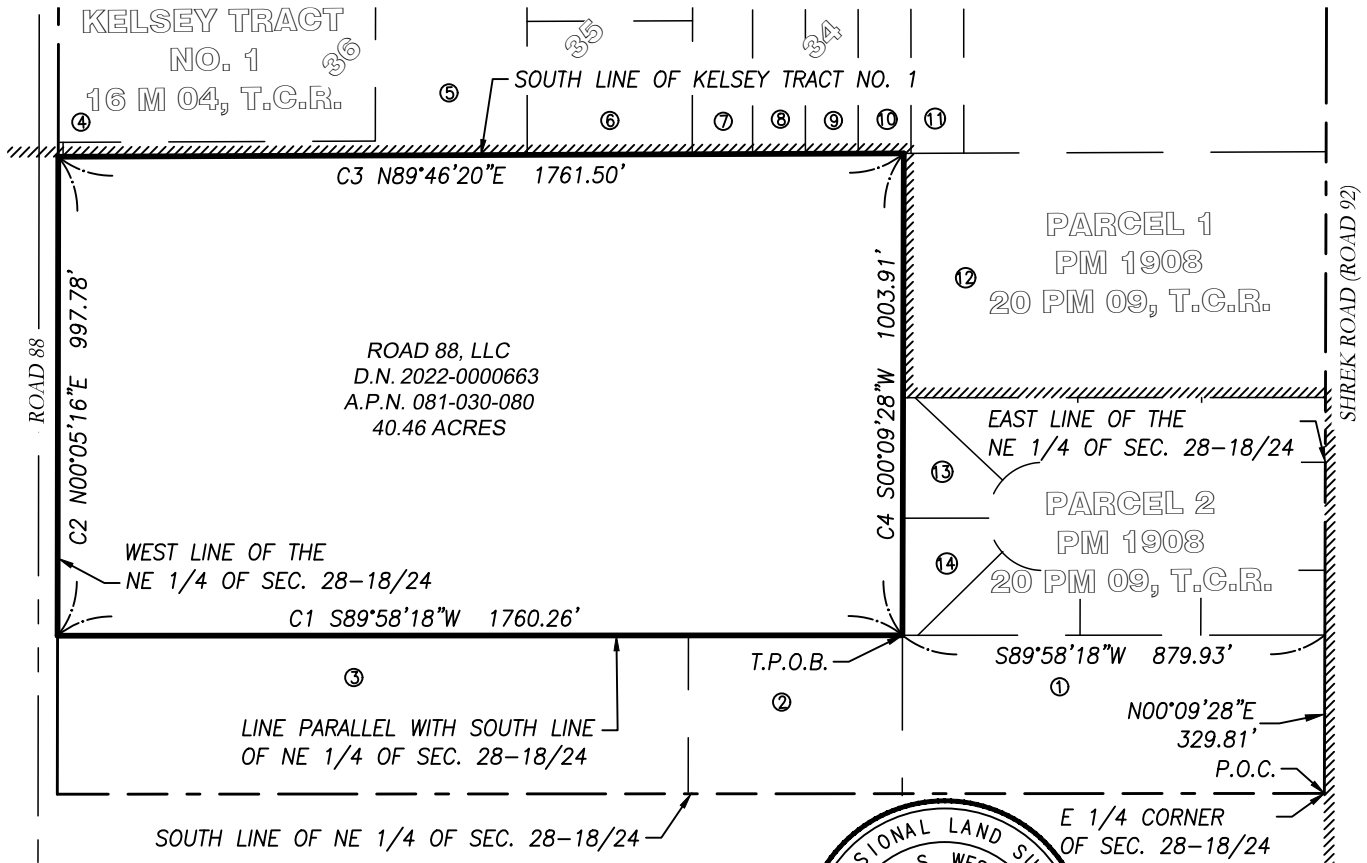 KELSEY TRACT
NO. 1
16 M 04, T.C.R.
36
35
34
④
⑤
⑥
⑦
⑧
⑨
⑩
⑪
SOUTH LINE OF KELSEY TRACT NO. 1
C3 N89°46'20"E 1761.50'
ROAD 88
C2 N00°05'16"E 997.78'
ROAD 88, LLC
D.N. 2022-0000663
A.P.N. 081-030-080
40.46 ACRES
C4 S00°09'28"W 1003.91'
PARCEL 1
PM 1908
20 PM 09, T.C.R.
⑫
SHREK ROAD (ROAD 92)
EAST LINE OF THE
NE 1/4 OF SEC. 28-18/24
⑬
⑭
PARCEL 2
PM 1908
20 PM 09, T.C.R.
WEST LINE OF THE
NE 1/4 OF SEC. 28-18/24
C1 S89°58'18"W 1760.26'
T.P.O.B.
S89°58'18"W 879.93'
③
②
①
LINE PARALLEL WITH SOUTH LINE
OF NE 1/4 OF SEC. 28-18/24
N00°09'28"E
329.81'
P.O.C.
SOUTH LINE OF NE 1/4 OF SEC. 28-18/24
E 1/4 CORNER
OF SEC. 28-18/24
LAND